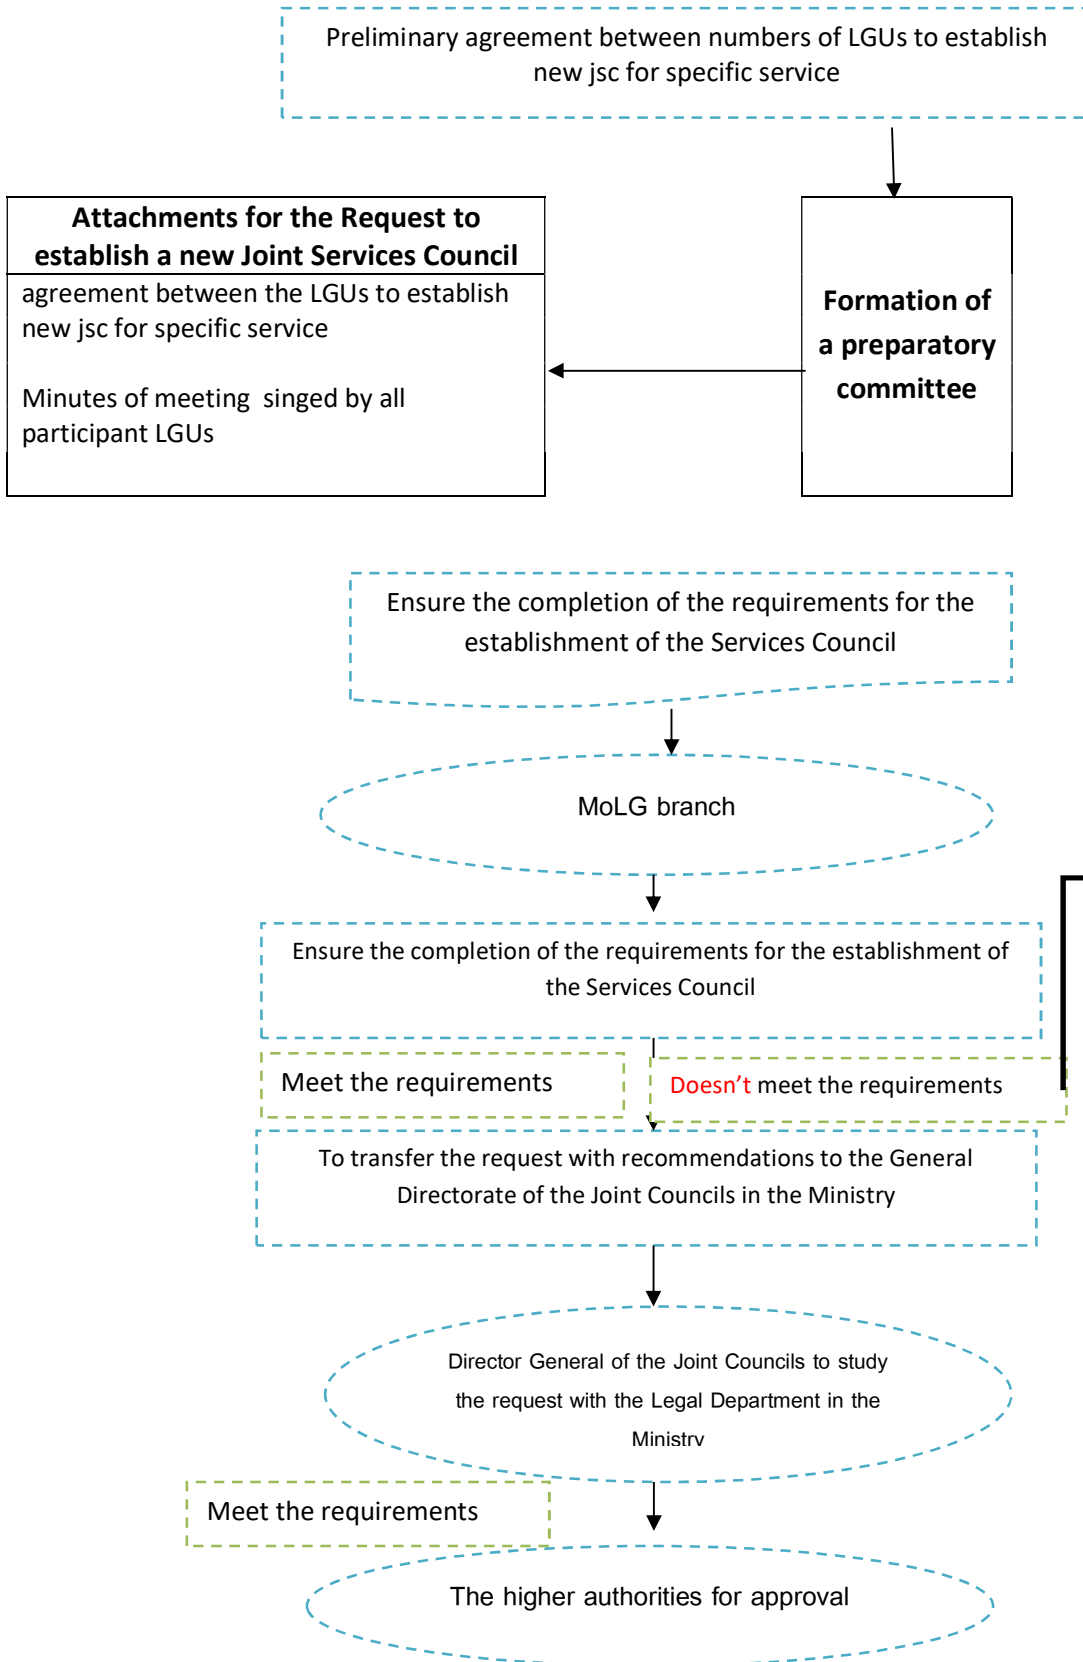 Preliminary agreement between numbers of LGUs to establish
new jsc for specific service
Attachments for the Request to
establish a new Joint Services Council
agreement between the LGUs to establish
new jsc for specific service
Minutes of meeting  singed by all
participant LGUs
Formation of
a preparatory
committee
Ensure the completion of the requirements for the
establishment of the Services Council
MoLG branch
Ensure the completion of the requirements for the establishment of
the Services Council
Meet the requirements
Doesn't meet the requirements
To transfer the request with recommendations to the General
Directorate of the Joint Councils in the Ministry
Director General of the Joint Councils to study
the request with the Legal Department in the
Ministry
Meet the requirements
The higher authorities for approval